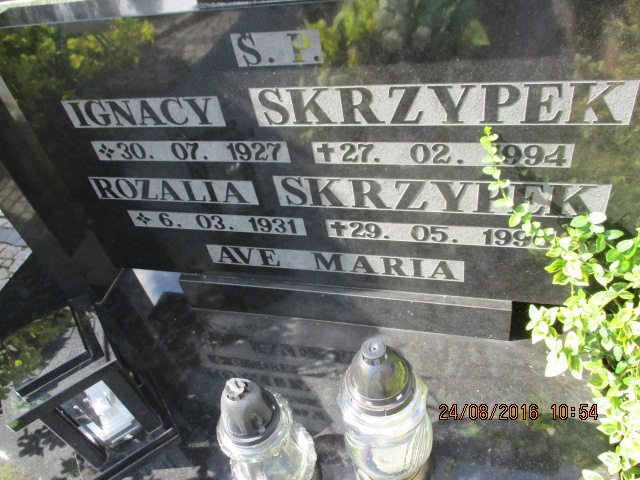 Ś. P.
IGNACY SKRZYPEK
30. 07. 1927 +27. 02. 1994
ROZALIA SKRZYPEK
6. 03. 1931 +29. 05.
AVE MARIA
24/08/2016 10:54